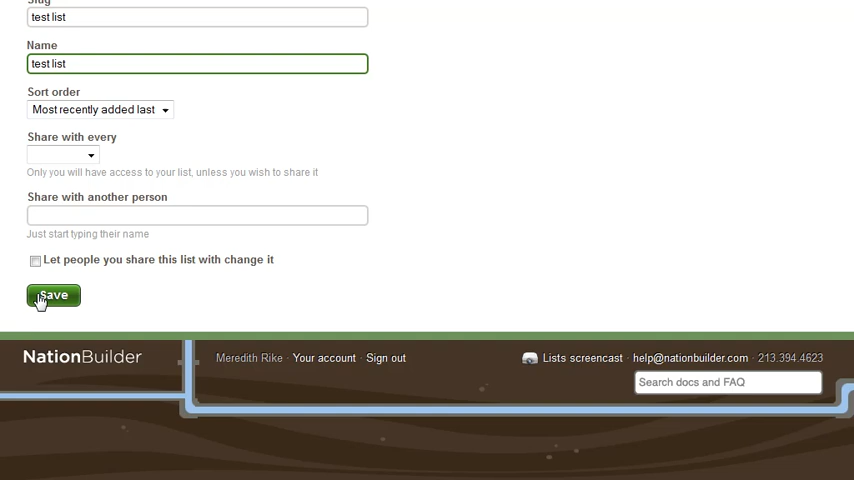 Slug
test list
Name
test list
Sort order
Most recently added last
Share with every
Only you will have access to your list, unless you wish to share it
Share with another person
Just start typing their name
Let people you share this list with change it
Save
NationBuilder
Meredith Rike · Your account · Sign out
Lists screencast · help@nationbuilder.com · 213.394.4623
Search docs and FAQ